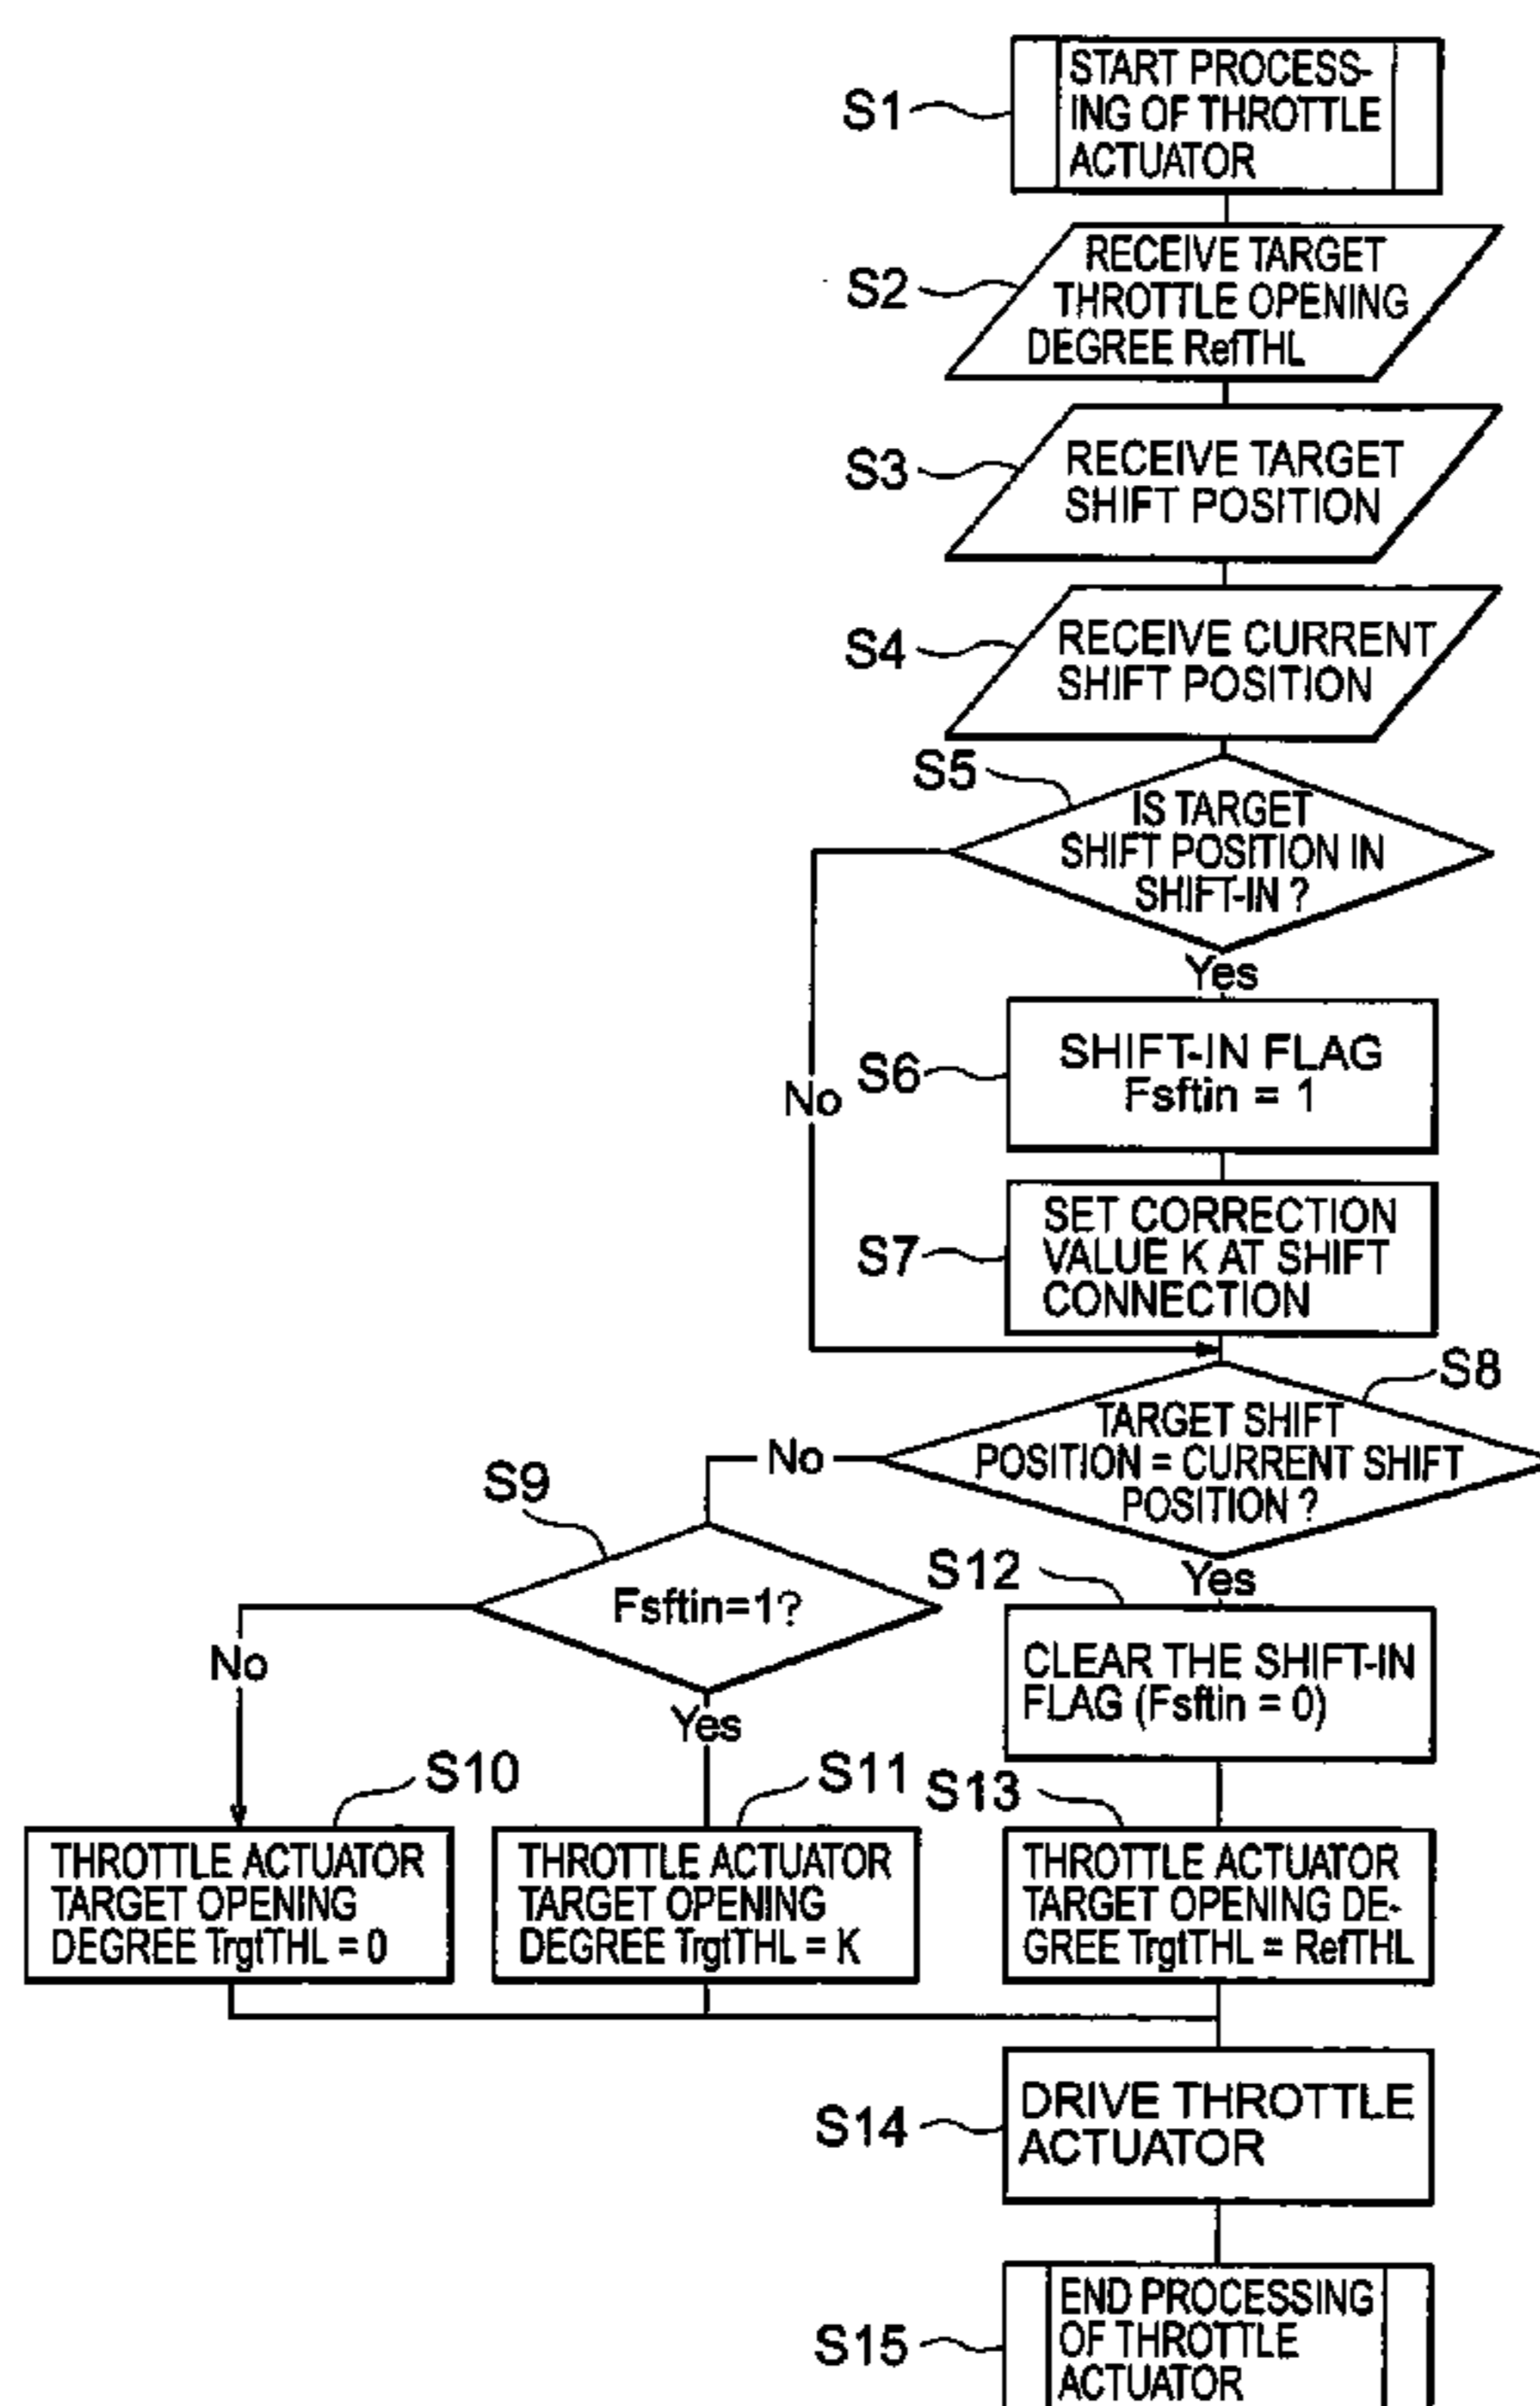 S1
START PROCESS-
ING OF THROTTLE
ACTUATOR
S2
RECEIVE TARGET
THROTTLE OPENING
DEGREE RefTHL
S3
RECEIVE TARGET
SHIFT POSITION
S4
RECEIVE CURRENT
SHIFT POSITION
S5
IS TARGET
SHIFT POSITION IN
SHIFT-IN ?
Yes
No
S6
SHIFT-IN FLAG
Fsftin = 1
S7
SET CORRECTION
VALUE K AT SHIFT
CONNECTION
S8
TARGET SHIFT
POSITION = CURRENT SHIFT
POSITION ?
No
Yes
S9
Fsftin=1?
No
Yes
S12
CLEAR THE SHIFT-IN
FLAG (Fsftin = 0)
S10
THROTTLE ACTUATOR
TARGET OPENING
DEGREE TrgtTHL = 0
S11
THROTTLE ACTUATOR
TARGET OPENING
DEGREE TrgtTHL = K
S13
THROTTLE ACTUATOR
TARGET OPENING DE-
GREE TrgtTHL = RefTHL
S14
DRIVE THROTTLE
ACTUATOR
S15
END PROCESSING
OF THROTTLE
ACTUATOR